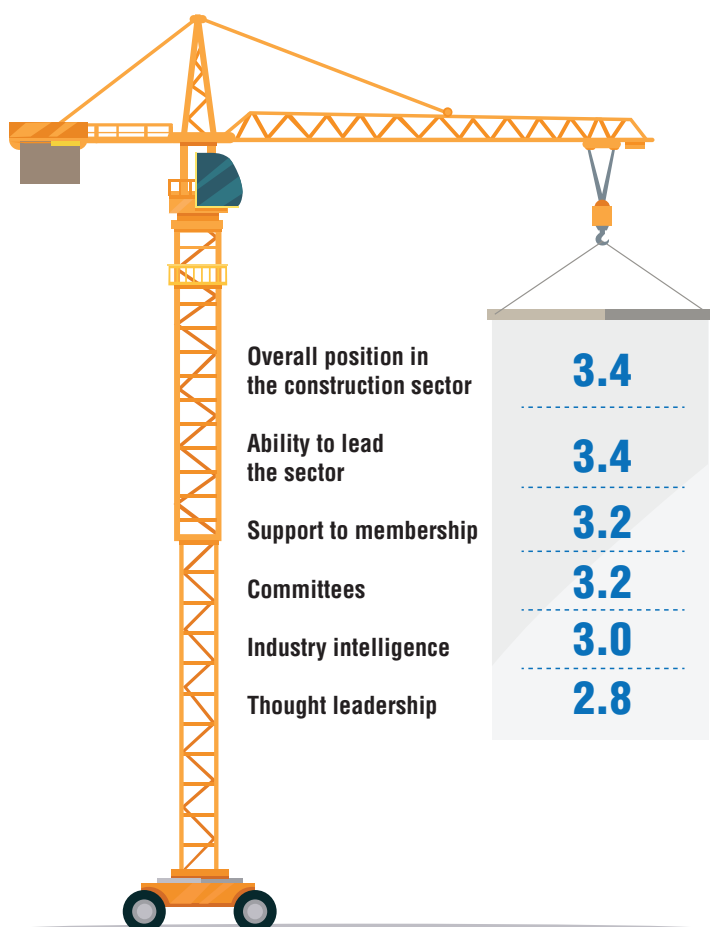 Overall position in
the construction sector
3.4
Ability to lead
the sector
3.4
Support to membership
3.2
Committees
3.2
Industry intelligence
3.0
Thought leadership
2.8